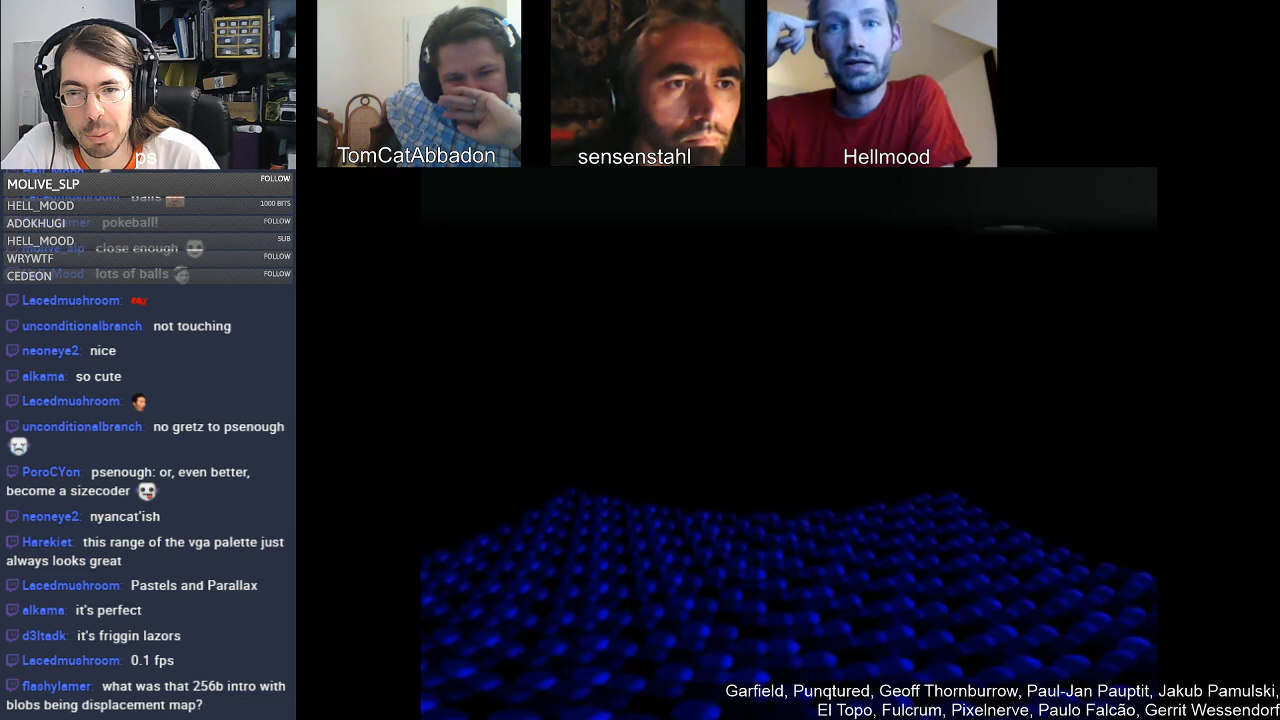 ps
TomCatAbbadon
sensenstahl
Hellmood
MOLIVE_SLP FOLLOW
balls
HELL_MOOD 1000 BITS
ADOKHUGI FOLLOW
pokeball!
HELL_MOOD SUB
close enough
WRYWTF FOLLOW
CEDEON FOLLOW
lots of balls
Lacedmushroom:
unconditionalbranch: not touching
neoneye2: nice
alkama: so cute
Lacedmushroom:
unconditionalbranch: no gretz to psenough
PoroCYon: psenough: or, even better,
become a sizecoder
neoneye2: nyancat'ish
Harekiet: this range of the vga palette just
always looks great
Lacedmushroom: Pastels and Parallax
alkama: it's perfect
d3ltadk: it's friggin lazors
Lacedmushroom: 0.1 fps
flashylamer: what was that 256b intro with
blobs being displacement map?
Garfield, Punqtured, Geoff Thornburrow, Paul-Jan Pauptit, Jakub Pamulski,
El Topo, Fulcrum, Pixelnerve, Paulo Falcão, Gerrit Wessendorf